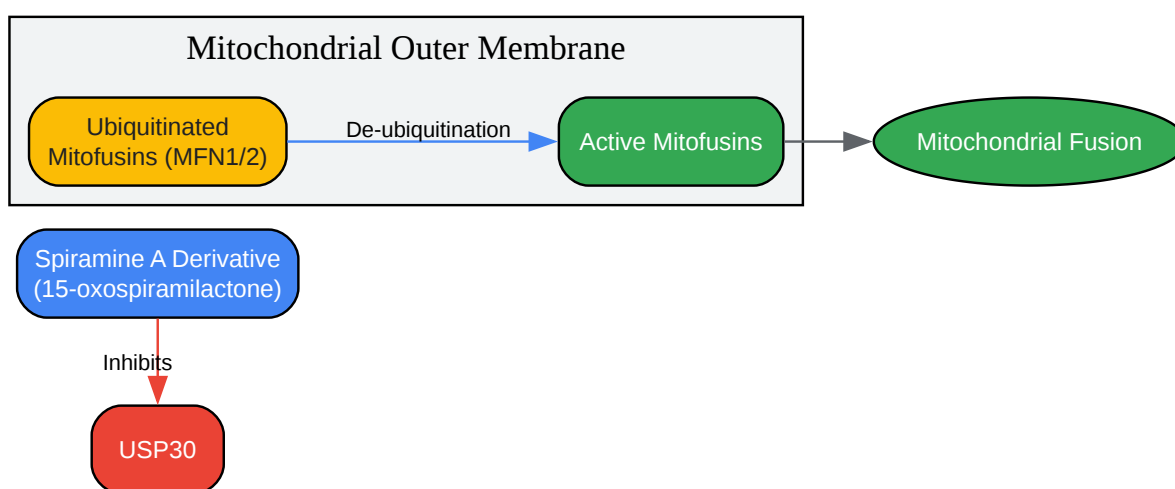 Mitochondrial Outer Membrane
Ubiquitinated
Mitofusins (MFN1/2)
De-ubiquitination
Active Mitofusins
Mitochondrial Fusion
Spiramine A Derivative
(15-oxospiramilactone)
Inhibits
USP30